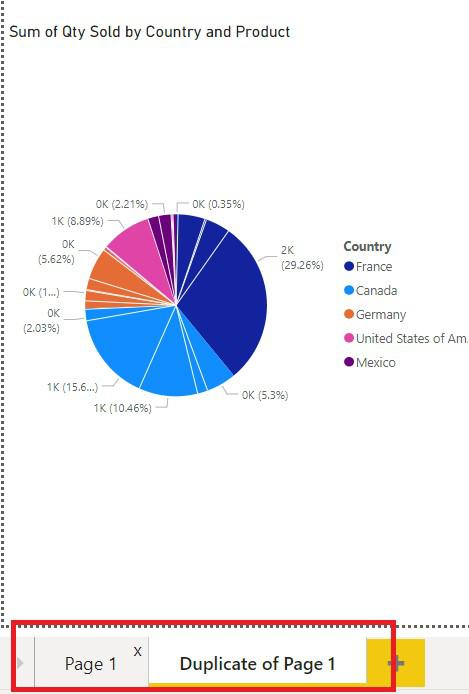 Sum of Qty Sold by Country and Product
0K (2.21%)
0K (0.35%)
1K (8.89%)
0K
(5.62%)
2K
(29.26%)
0K (1...)
0K
(2.03%)
1K (15.6...)
1K (10.46%)
0K (5.3%)
Country
France
Canada
Germany
United States of Am
Mexico
Page 1
X
Duplicate of Page 1
+